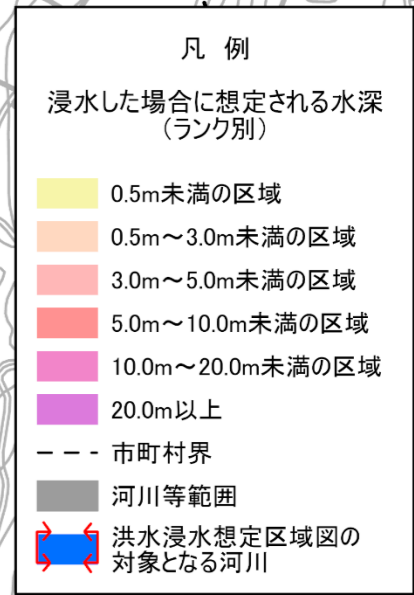 凡 例
浸水した場合に想定される水深
(ランク別)
0.5m未満の区域
0.5m～3.0m未満の区域
3.0m～5.0m未満の区域
5.0m～10.0m未満の区域
10.0m～20.0m未満の区域
20.0m以上
市町村界
河川等範囲
洪水浸水想定区域図の
対象となる河川